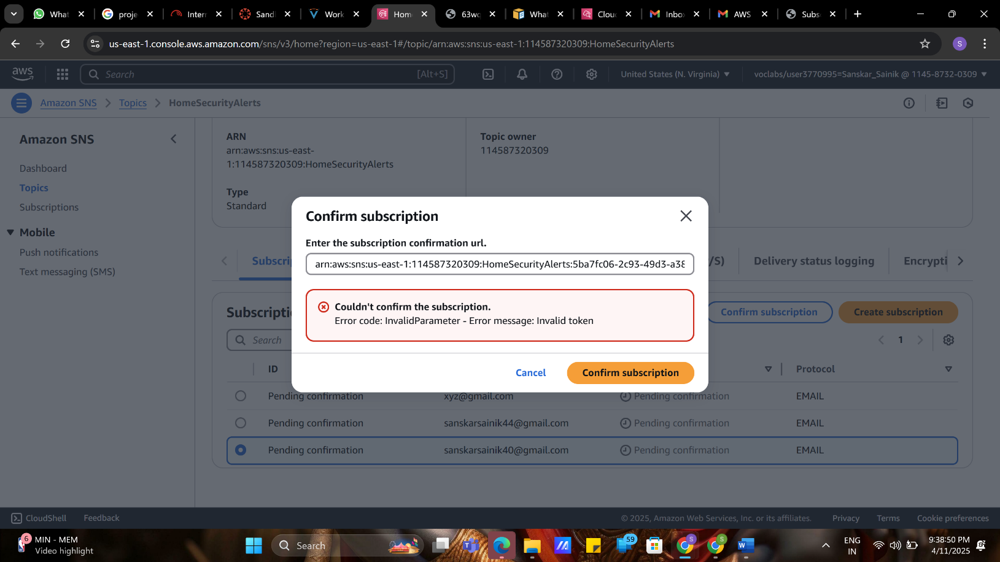 What
proje
Intern
Sandl
Work
Hom
63wc
What
Clou
Inbo
AWS
Subs
us-east-1.console.aws.amazon.com/sns/v3/home?region=us-east-1#/topic/arn:aws:sns:us-east-1:114587320309:HomeSecurityAlerts
S
aws
Search
[Alt+S]
United States (N. Virginia)
voclabs/user3770995=Sanskar_Sainik @ 1145-8732-0309
Amazon SNS
Topics
HomeSecurityAlerts
Amazon SNS
Dashboard
Topics
Subscriptions
Mobile
Push notifications
Text messaging (SMS)
ARN
arn:aws:sns:us-east-
1:114587320309:HomeSecurityAlerts
Topic owner
114587320309
Type
Standard
Confirm subscription
Enter the subscription confirmation url.
arn:aws:sns:us-east-1:114587320309:HomeSecurityAlerts:5ba7fc06-2c93-49d3-a38
Couldn't confirm the subscription.
Error code: InvalidParameter - Error message: Invalid token
Cancel
Confirm subscription
Subscri
/S)
Delivery status logging
Encrypti
Subscripti
Confirm subscription
Create subscription
Search
1
ID
Protocol
Pending confirmation
xyz@gmail.com
Pending confirmation
EMAIL
Pending confirmation
sanskarsainik44@gmail.com
Pending confirmation
EMAIL
Pending confirmation
sanskarsainik40@gmail.com
Pending confirmation
EMAIL
CloudShell
Feedback
© 2025, Amazon Web Services, Inc. or its affiliates.
Privacy
Terms
Cookie preferences
6
MIN - MEM
Video highlight
Search
59
S
S
ENG
IN
9:38:50 PM
4/11/2025